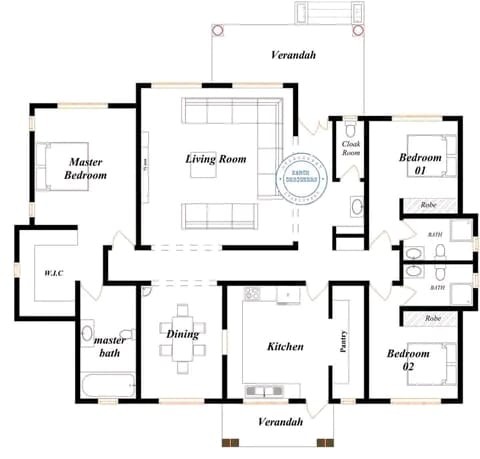 Verandah
Living Room
Cloak
Room
Master
Bedroom
Bedroom
01
Robe
BATH
W.I.C
BATH
Robe
Dining
master
bath
Kitchen
Pantry
Bedroom
02
Verandah